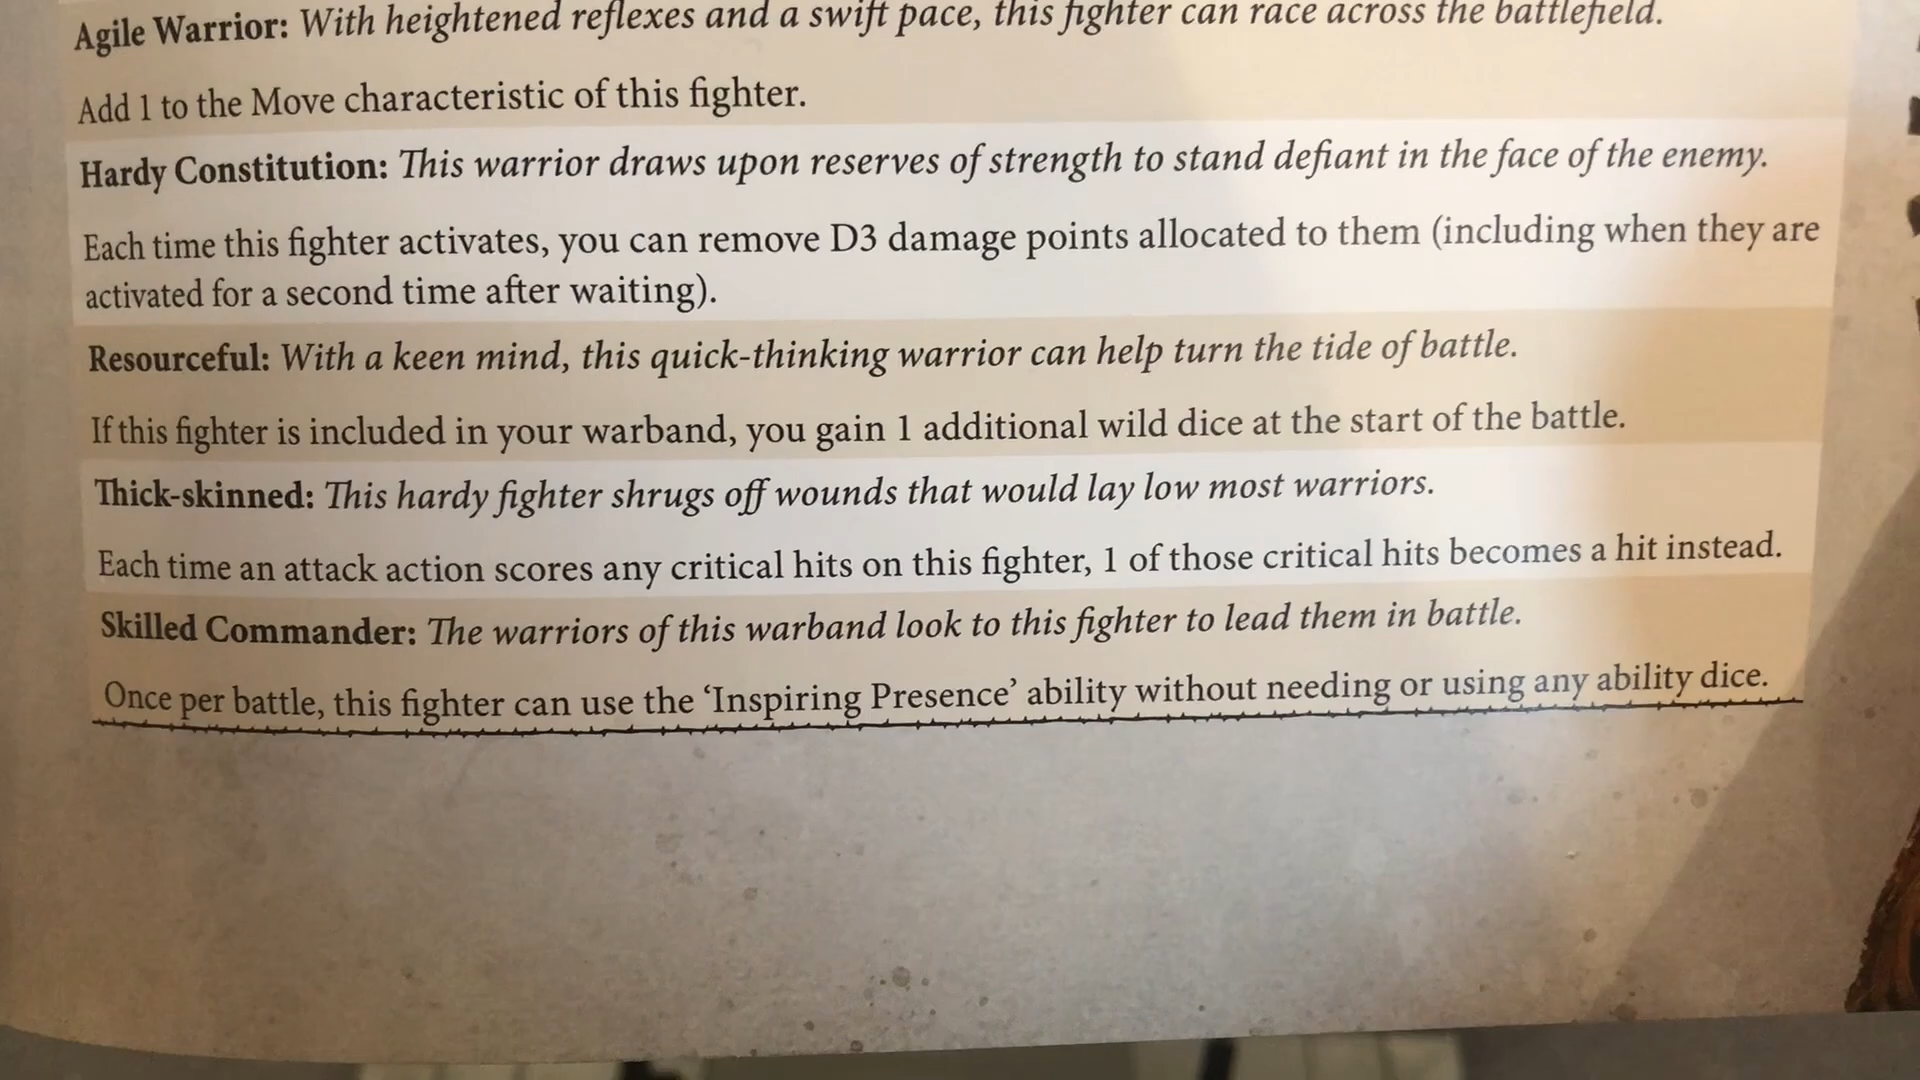 Agile Warrior: With heightened reflexes and a swift pace, this fighter can race across the battlefield.
Add 1 to the Move characteristic of this fighter.
Hardy Constitution: This warrior draws upon reserves of strength to stand defiant in the face of the enemy.
Each time this fighter activates, you can remove D3 damage points allocated to them (including when they are
activated for a second time after waiting).
Resourceful: With a keen mind, this quick-thinking warrior can help turn the tide of battle.
If this fighter is included in your warband, you gain 1 additional wild dice at the start of the battle.
Thick-skinned: This hardy fighter shrugs off wounds that would lay low most warriors.
Each time an attack action scores any critical hits on this fighter, 1 of those critical hits becomes a hit instead.
Skilled Commander: The warriors of this warband look to this fighter to lead them in battle.
Once per battle, this fighter can use the ‘Inspiring Presence’ ability without needing or using any ability dice.